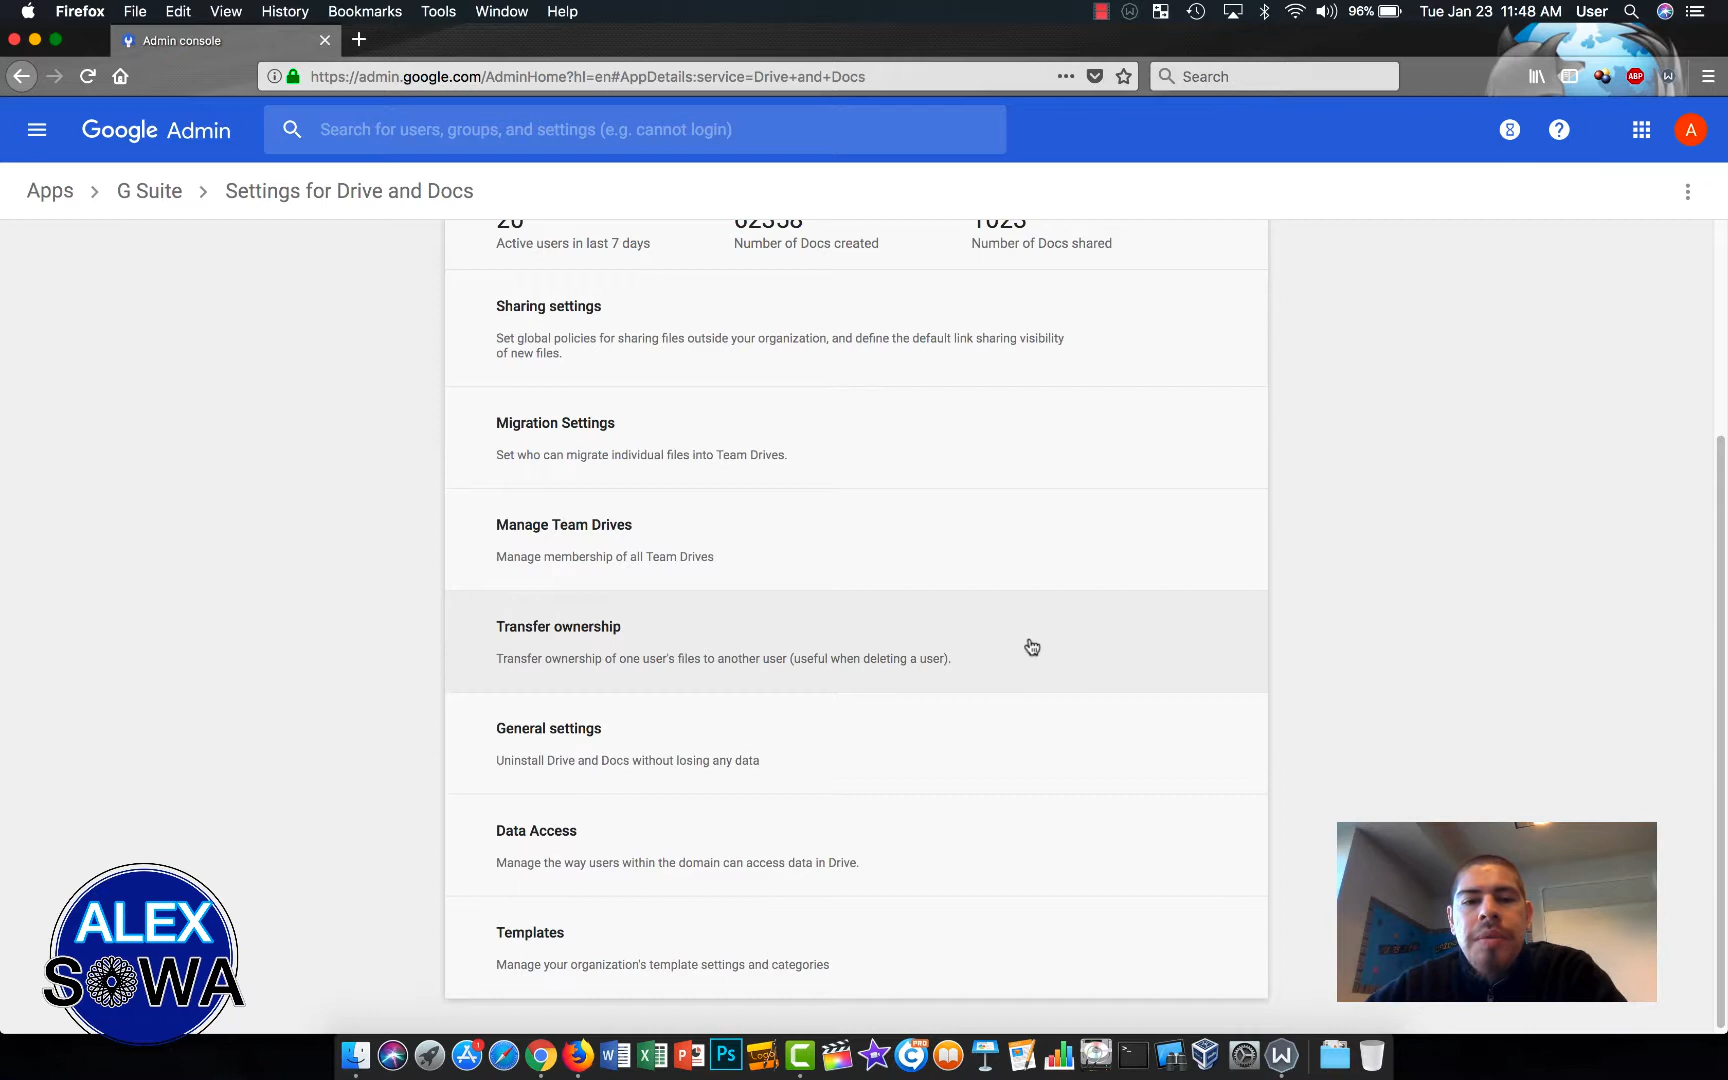 Firefox File Edit View History Bookmarks Tools Window Help 96% Tue Jan 23 11:48 AM User
Admin console
https://admin.google.com/AdminHome?hl=en#AppDetails:service=Drive+and+Docs
Search
ABP
Google Admin
Search for users, groups, and settings (e.g. cannot login)
A
Apps > G Suite > Settings for Drive and Docs
Active users in last 7 days
Number of Docs created
Number of Docs shared
Sharing settings
Set global policies for sharing files outside your organization, and define the default link sharing visibility
of new files.
Migration Settings
Set who can migrate individual files into Team Drives.
Manage Team Drives
Manage membership of all Team Drives
Transfer ownership
Transfer ownership of one user's files to another user (useful when deleting a user).
General settings
Uninstall Drive and Docs without losing any data
Data Access
Manage the way users within the domain can access data in Drive.
Templates
Manage your organization's template settings and categories
ALEX
SOWA
1
W
Ps
PRO